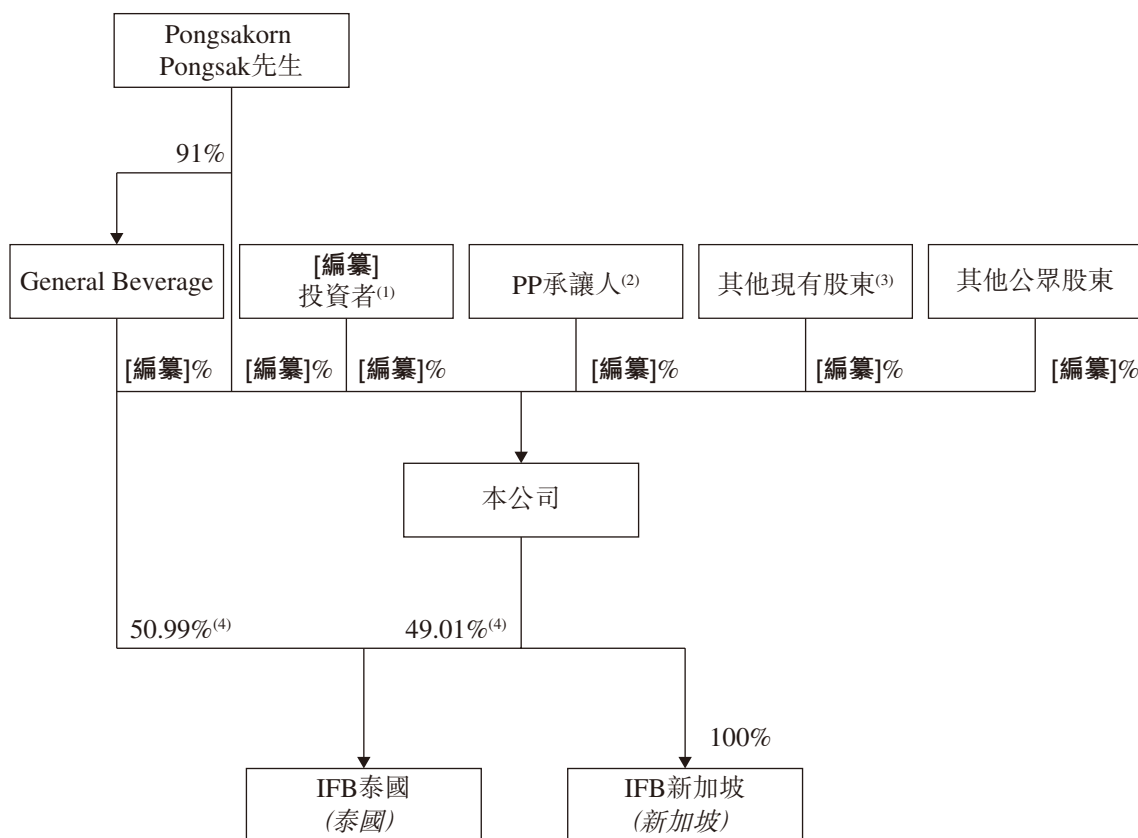 Pongsakorn
Pongsak先生
91%
General Beverage
[編纂]
投資者(1)
PP承讓人(2)
其他現有股東(3)
其他公眾股東
[編纂]%
[編纂]%
[編纂]%
[編纂]%
[編纂]%
[編纂]%
本公司
50.99%(4)
49.01%(4)
100%
IFB泰國
(泰國)
IFB新加坡
(新加坡)